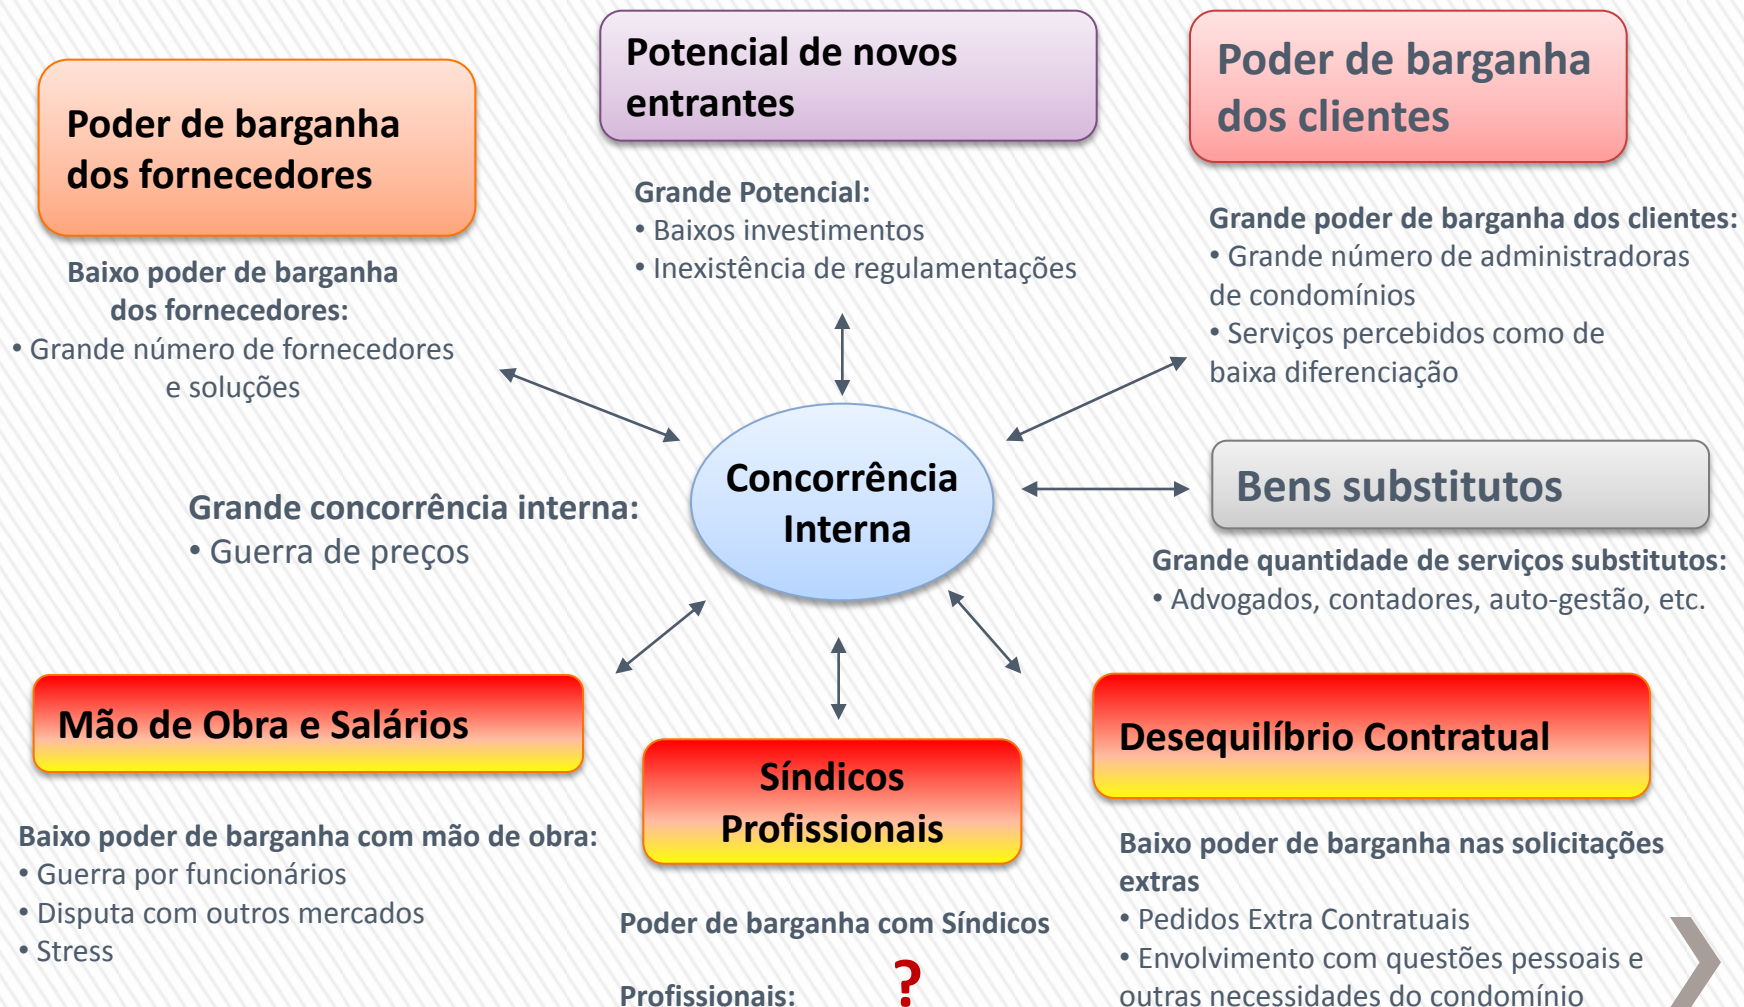 Poder de barganha
dos fornecedores
Baixo poder de barganha
dos fornecedores:
• Grande número de fornecedores
e soluções
Potencial de novos
entrantes
Grande Potencial:
• Baixos investimentos
• Inexistência de regulamentações
Poder de barganha
dos clientes
Grande poder de barganha dos clientes:
• Grande número de administradoras
de condomínios
• Serviços percebidos como de
baixa diferenciação
Grande concorrência interna:
• Guerra de preços
Concorrência
Interna
Bens substitutos
Grande quantidade de serviços substitutos:
• Advogados, contadores, auto-gestão, etc.
Mão de Obra e Salários
Baixo poder de barganha com mão de obra:
• Guerra por funcionários
• Disputa com outros mercados
• Stress
Síndicos
Profissionais
Poder de barganha com Síndicos
Profissionais: ?
Desequilíbrio Contratual
Baixo poder de barganha nas solicitações
extras
• Pedidos Extra Contratuais
• Envolvimento com questões pessoais e
outras necessidades do condomínio